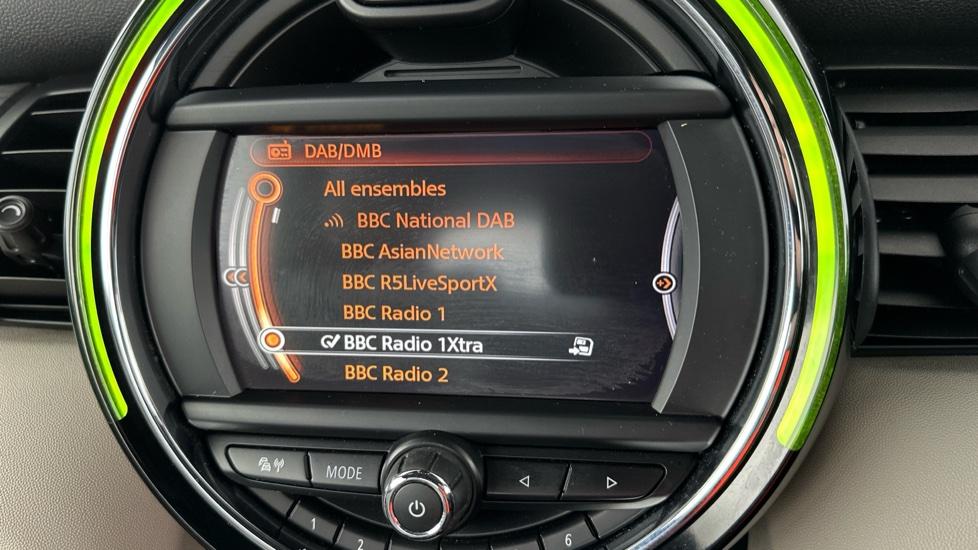 DAB/DMB
All ensembles
BBC National DAB
BBC AsianNetwork
BBC R5LiveSportX
BBC Radio 1
BBC Radio 1Xtra
BBC Radio 2
MODE
1
2
6